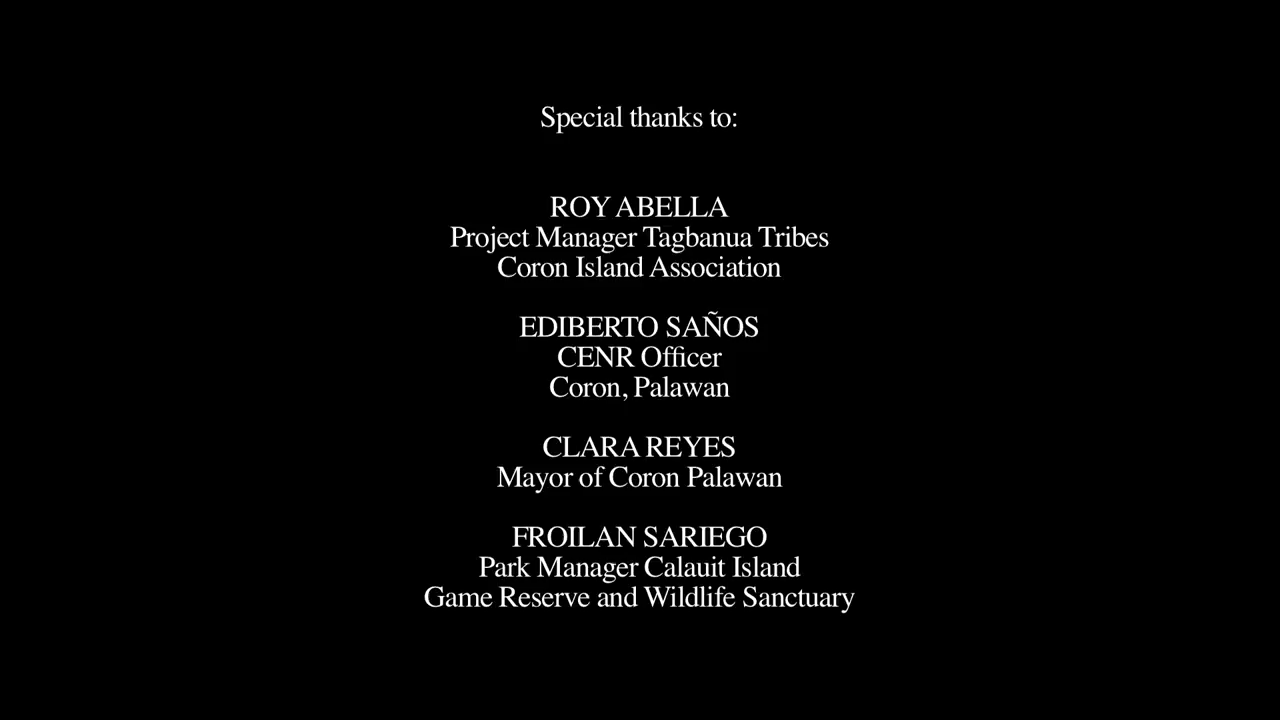 Special thanks to:
ROY ABELLA
Project Manager Tagbanua Tribes
Coron Island Association
EDIBERTO SAÑOS
CENR Officer
Coron, Palawan
CLARA REYES
Mayor of Coron Palawan
FROILAN SARIEGO
Park Manager Calauit Island
Game Reserve and Wildlife Sanctuary